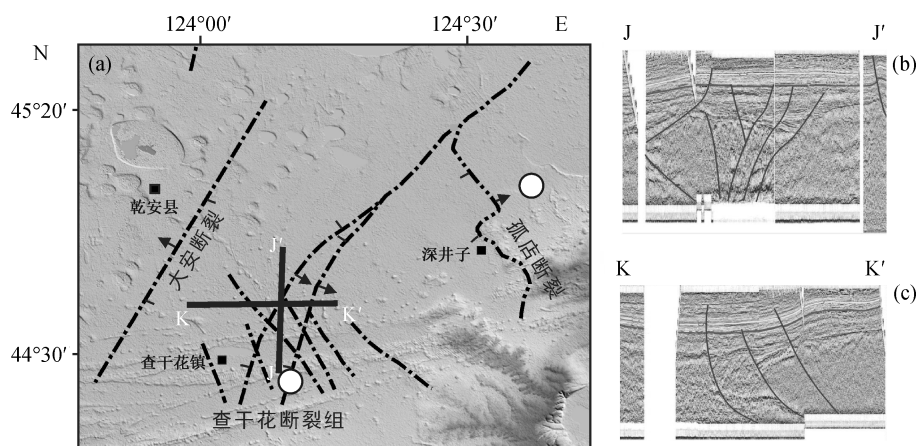 124°00′
124°30′
E
N
(a)
45°20′
44°30′
乾安县
大安断裂
深井子
孤店断裂
J′
K
K′
查干花镇
J
查干花断裂组
J
J′
(b)
K
K′
(c)